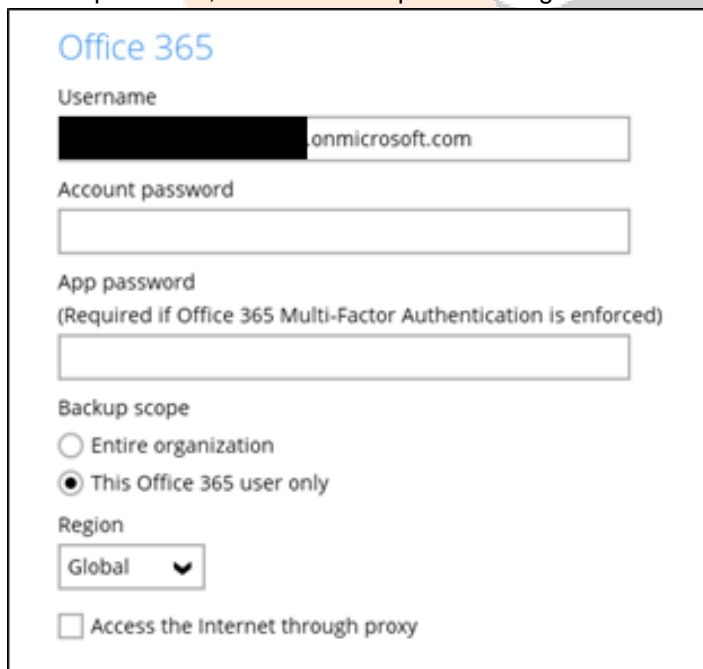 Office 365
Username
.onmicrosoft.com
Account password
App password
(Required if Office 365 Multi-Factor Authentication is enforced)
Backup scope
Entire organization
This Office 365 user only
Region
Global
Access the Internet through proxy